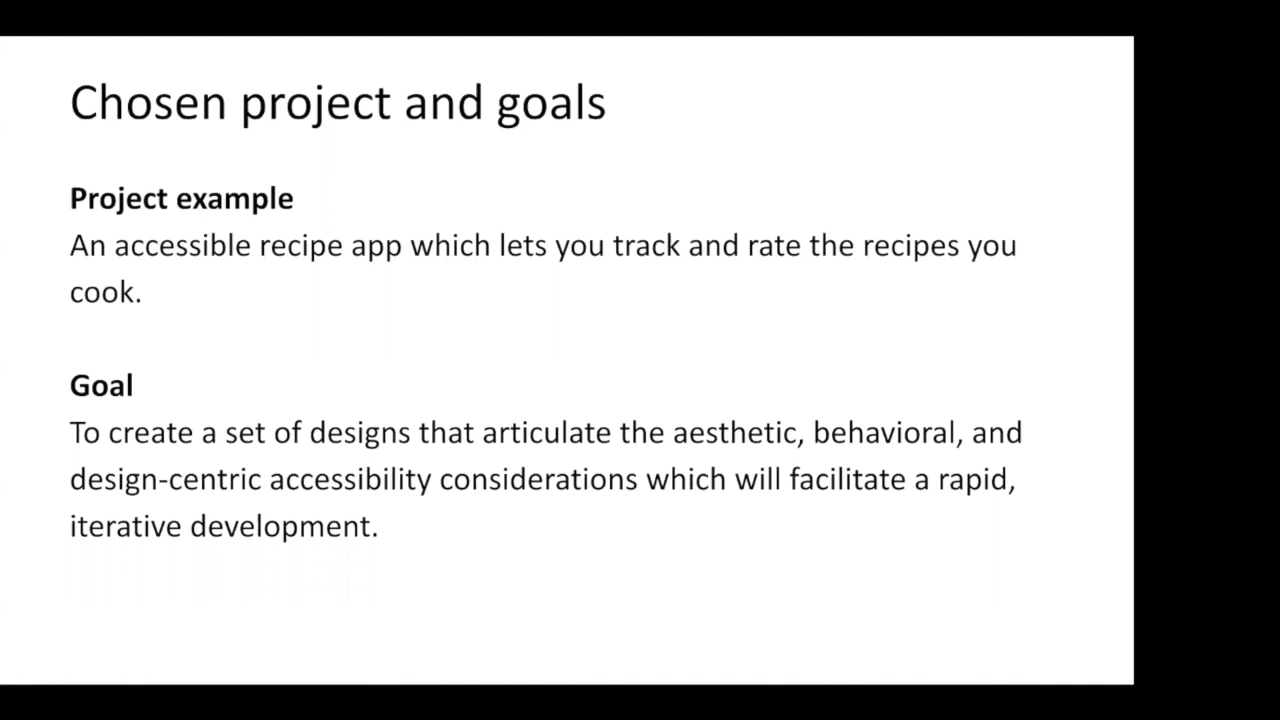 Chosen project and goals
Project example
An accessible recipe app which lets you track and rate the recipes you
cook.
Goal
To create a set of designs that articulate the aesthetic, behavioral, and
design-centric accessibility considerations which will facilitate a rapid,
iterative development.